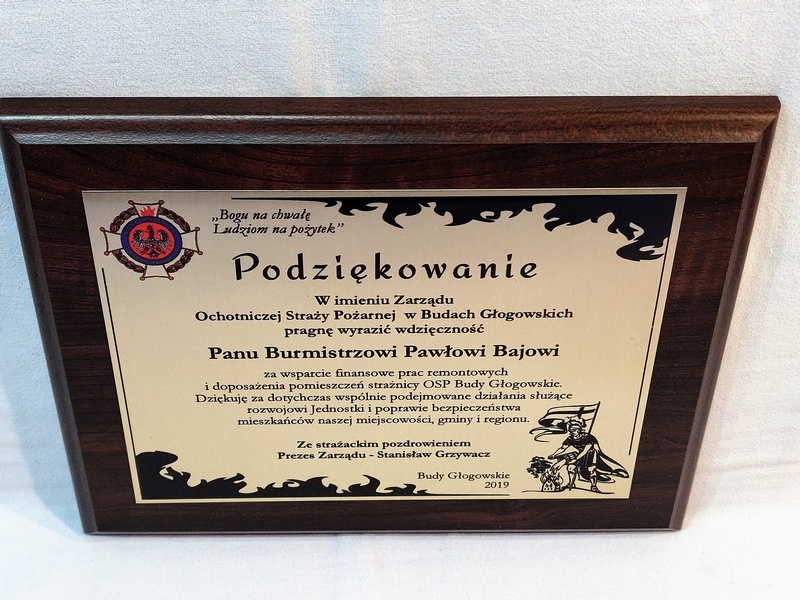 „Bogu na chwałę
Ludziom na pożytek”
Podziękowanie
W imieniu Zarządu
Ochotniczej Straży Pożarnej w Budach Głogowskich
pragnę wyrazić wdzięczność
Panu Burmistrzowi Pawłowi Bajowi
za wsparcie finansowe prac remontowych
i doposażenia pomieszczeń strażnicy OSP Budy Głogowskie.
Dziękuję za dotychczas wspólnie podejmowane działania służące
rozwojowi Jednostki i poprawie bezpieczeństwa
mieszkańców naszej miejscowości, gminy i regionu.
Ze strażackim pozdrowieniem
Prezes Zarządu - Stanisław Grzywacz
Budy Głogowskie
2019